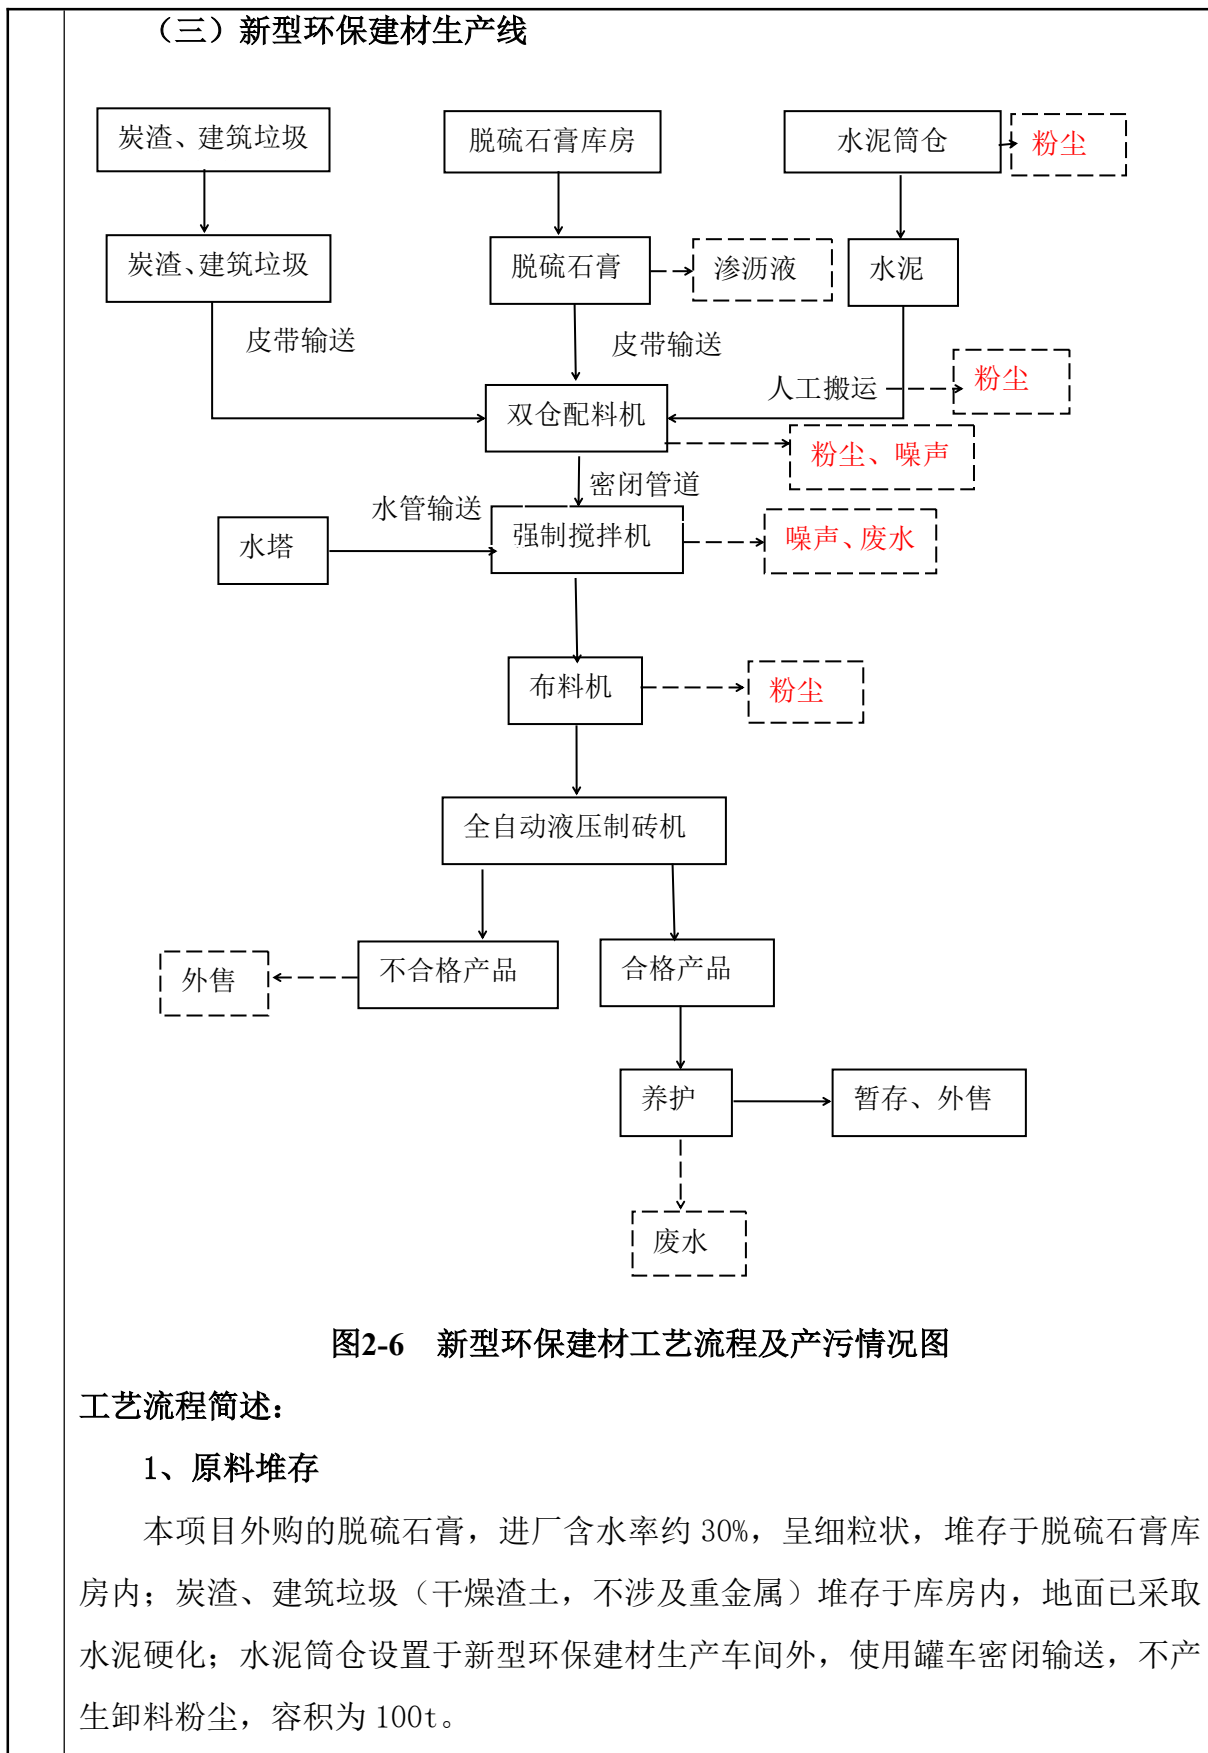 （三）新型环保建材生产线
炭渣、建筑垃圾
脱硫石膏库房
水泥筒仓
粉尘
炭渣、建筑垃圾
脱硫石膏
渗沥液
水泥
皮带输送
皮带输送
人工搬运
粉尘
双仓配料机
粉尘、噪声
密闭管道
水管输送
水塔
强制搅拌机
噪声、废水
布料机
粉尘
全自动液压制砖机
外售
不合格产品
合格产品
养护
暂存、外售
废水
图2-6 新型环保建材工艺流程及产污情况图
工艺流程简述：
1、原料堆存
本项目外购的脱硫石膏，进厂含水率约 30%，呈细粒状，堆存于脱硫石膏库
房内；炭渣、建筑垃圾（干燥渣土，不涉及重金属）堆存于库房内，地面已采取
水泥硬化；水泥筒仓设置于新型环保建材生产车间外，使用罐车密闭输送，不产
生卸料粉尘，容积为 100t。